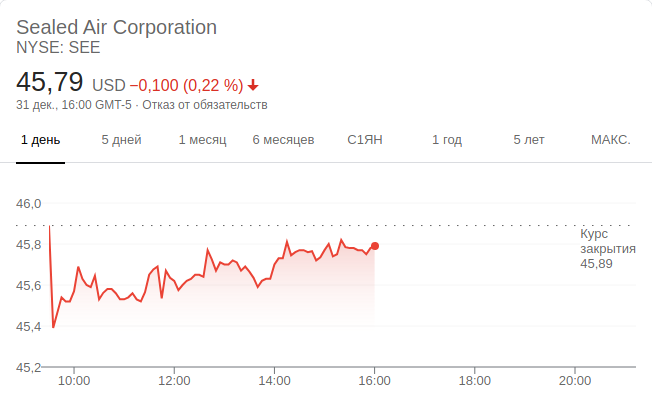 Sealed Air Corporation
NYSE: SEE
45,79 USD −0,100 (0,22 %)
31 дек., 16:00 GMT-5 · Отказ от обязательств
1 день 5 дней 1 месяц 6 месяцев С1ЯН 1 год 5 лет МАКС.
46,0
Курс
закрытия
45,89
45,8
45,6
45,4
45,2
10:00 12:00 14:00 16:00 18:00 20:00